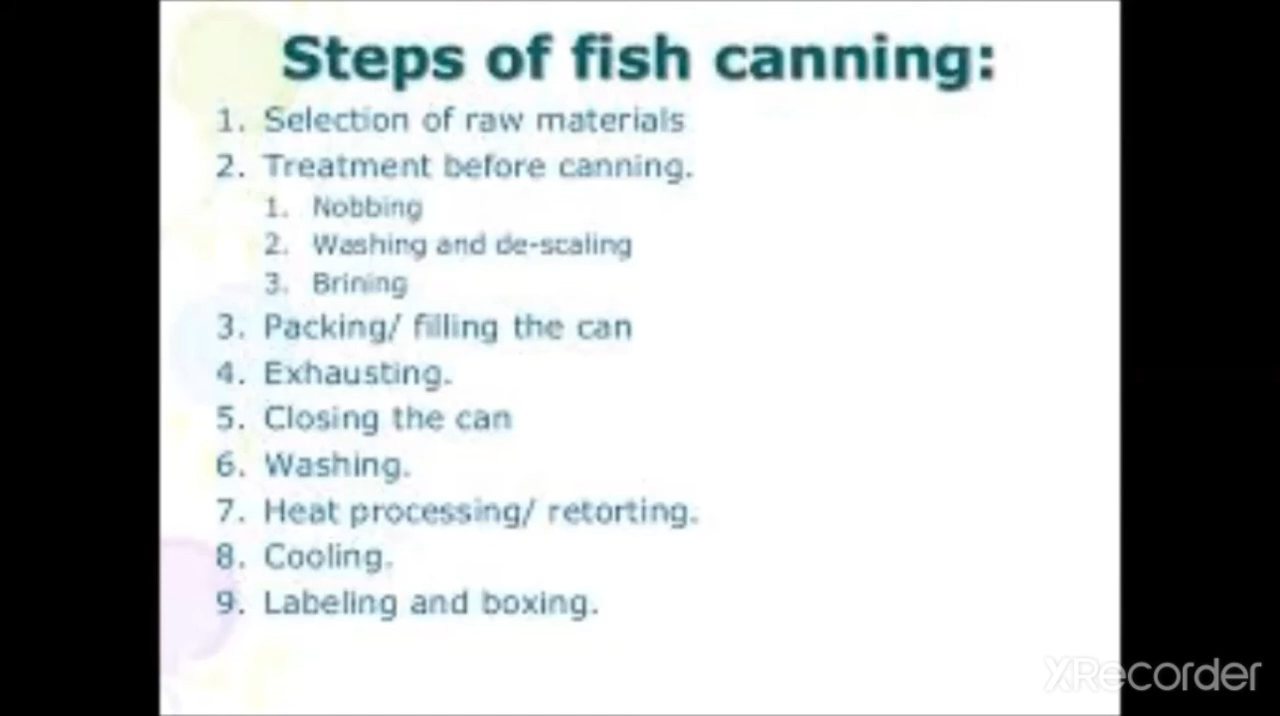 Steps of fish canning:
1. Selection of raw materials
2. Treatment before canning.
1. Nobbing
2. Washing and de-scaling
3. Brining
3. Packing/ filling the can
4. Exhausting.
5. Closing the can
6. Washing.
7. Heat processing/ retorting.
8. Cooling.
9. Labeling and boxing.
XRecorder